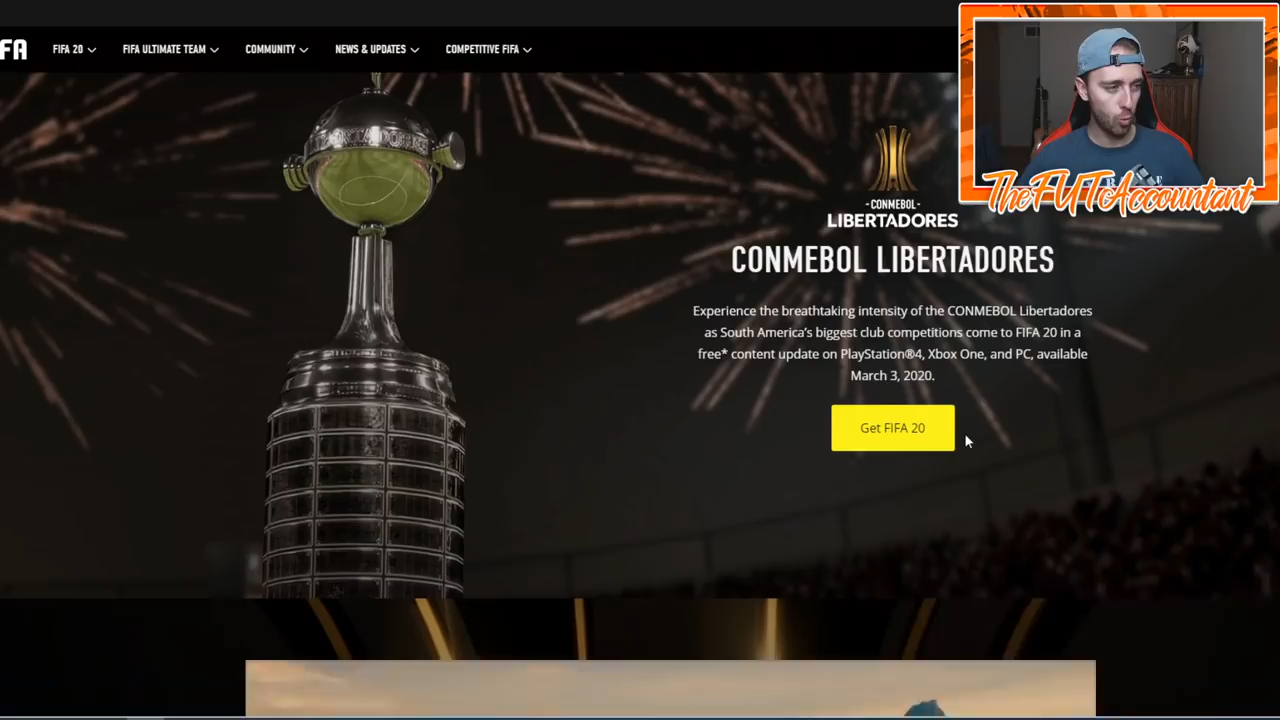 FA
FIFA 20
FIFA ULTIMATE TEAM
COMMUNITY
NEWS & UPDATES
COMPETITIVE FIFA
TheFUTAccountant
-CONMEBOL-
LIBERTADORES
CONMEBOL LIBERTADORES
Experience the breathtaking intensity of the CONMEBOL Libertadores
as South America's biggest club competitions come to FIFA 20 in a
free* content update on PlayStation®4, Xbox One, and PC, available
March 3, 2020.
Get FIFA 20